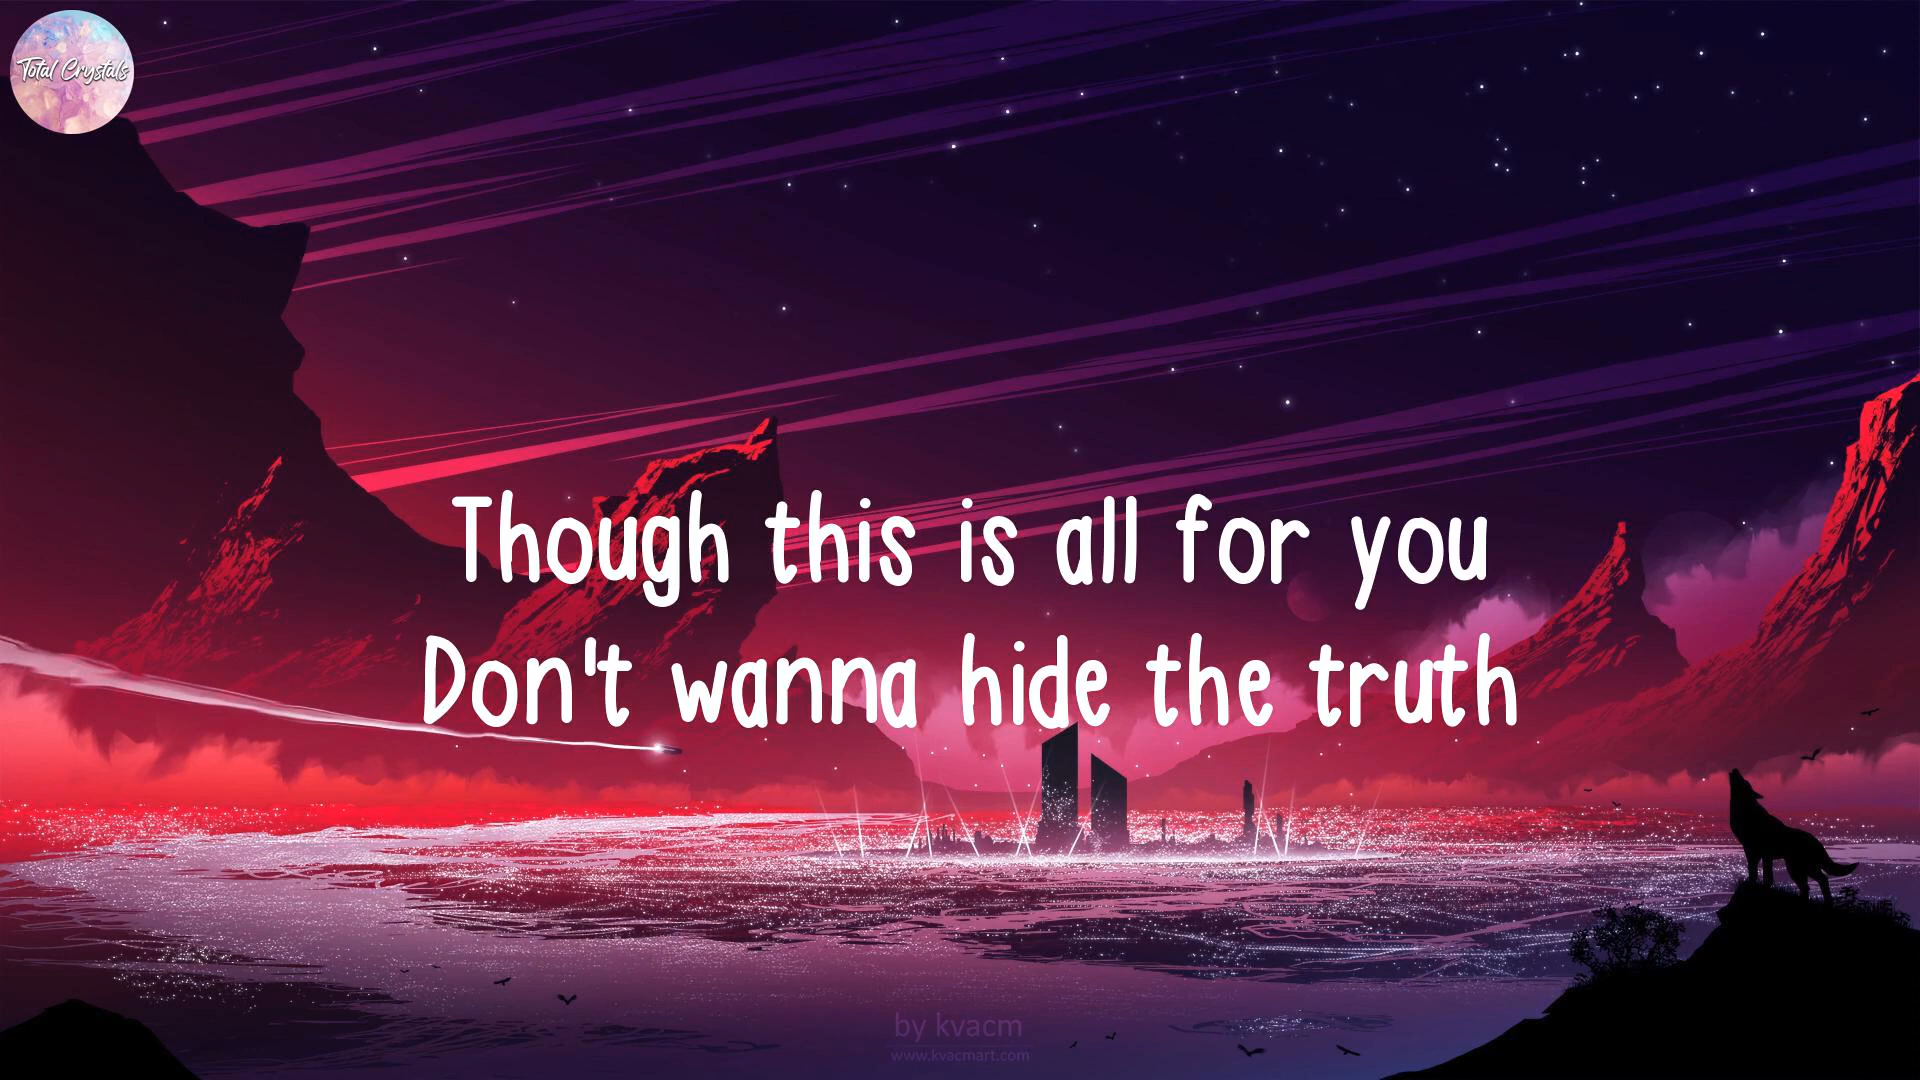 Total Crystals
Though this is all for you
Don't wanna hide the truth
by kvacm
www.kvacmart.com